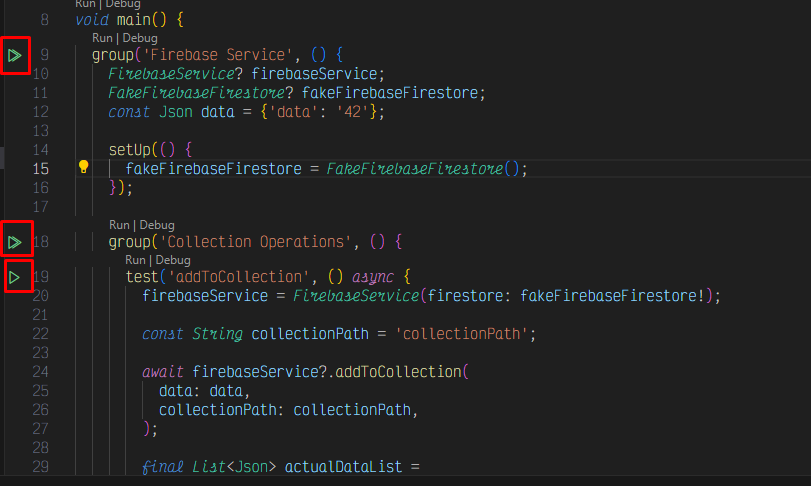 Run | Debug
8 void main() {
Run | Debug
9 group('Firebase Service', () {
10 FirebaseService? firebaseService;
11 FakeFirebaseFirestore? fakeFirebaseFirestore;
12 const Json data = {'data': '42'};
13
14 setUp(() {
15 fakeFirebaseFirestore = FakeFirebaseFirestore();
16 });
17
Run | Debug
18 group('Collection Operations', () {
Run | Debug
19 test('addToCollection', () async {
20 firebaseService = FirebaseService(firestore: fakeFirebaseFirestore!);
21
22 const String collectionPath = 'collectionPath';
23
24 await firebaseService?.addToCollection(
25 data: data,
26 collectionPath: collectionPath,
27 );
28
29 final List<Json> actualDataList =